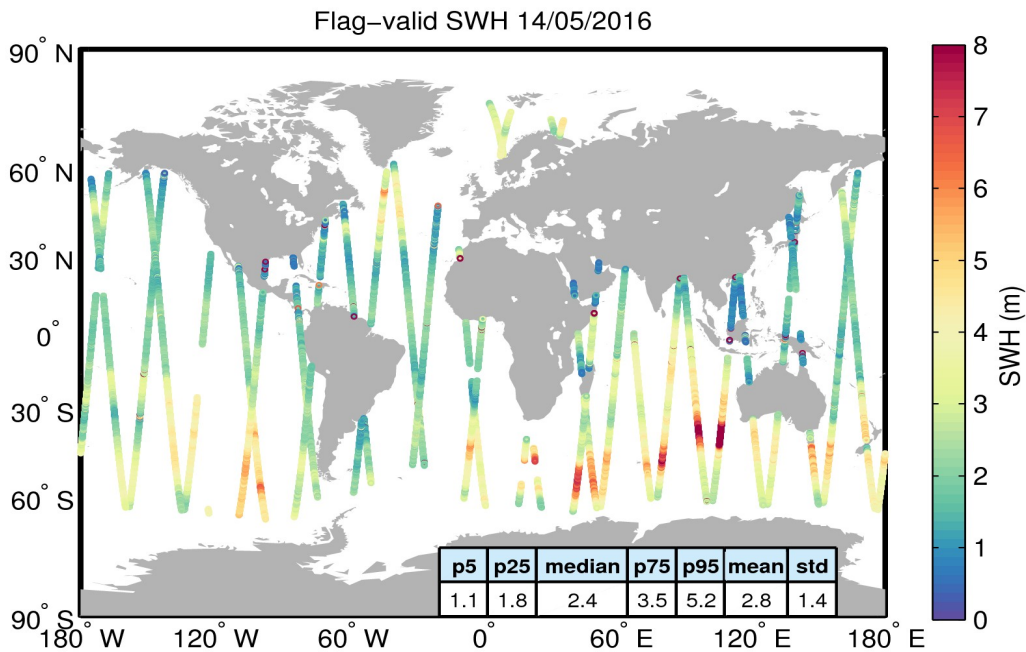 Flag−valid SWH 14/05/2016
90° N
60° N
30° N
0°
30° S
60° S
90° S
180° W
120° W
60° W
0°
60° E
120° E
180° E
p5 p25 median p75 p95 mean std
1.1 1.8 2.4 3.5 5.2 2.8 1.4
8
7
6
5
4
3
2
1
0
SWH (m)